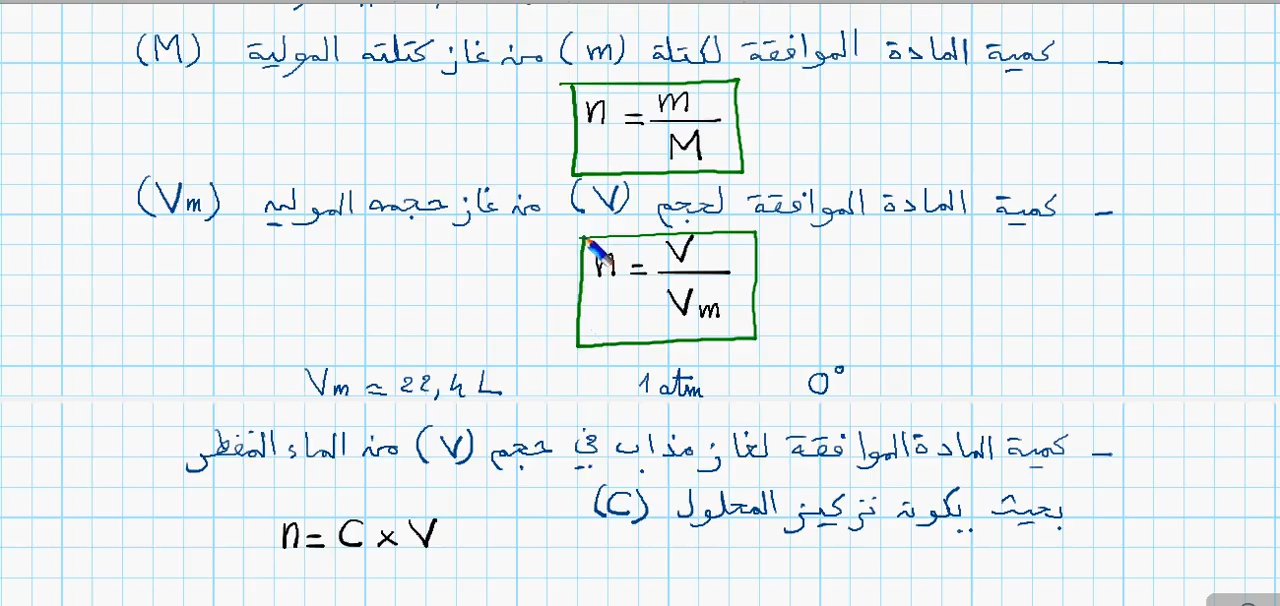 - كمية المادة الموافقة لكتلة (m) من غاز كتلته المولية (M)
n = m/M
- كمية المادة الموافقة لحجم (V) من غاز حجمه المولي (Vm)
n = V/Vm
Vm = 22,4 L 1 atm 0°
- كمية المادة الموافقة لغاز مذاب في حجم (V) من الماء المقطر
بحيث يكون تركيز المحلول (C)
n = C x V